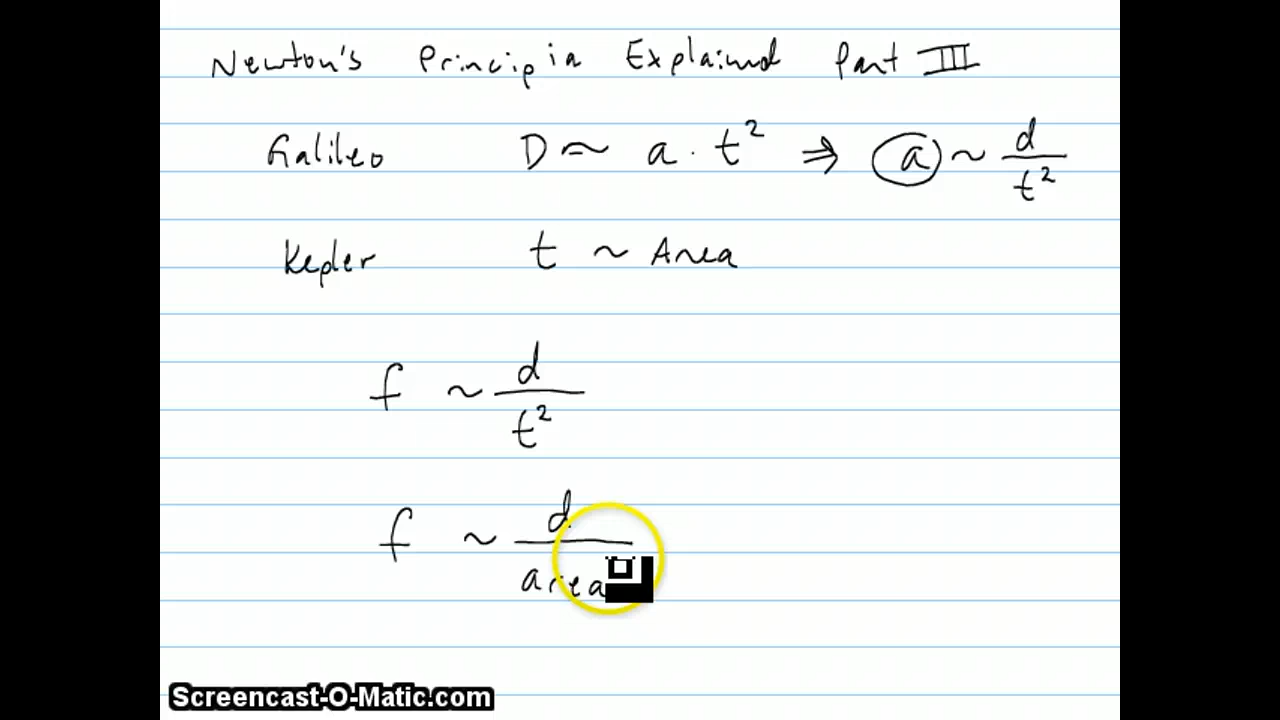 Newton's Principia Explained Part III
Galileo D ≈ a · t² ⇒ a ~ d/t²
Kepler t ~ Area
f ~ d/t²
f ~ d/area
Screencast-O-Matic.com